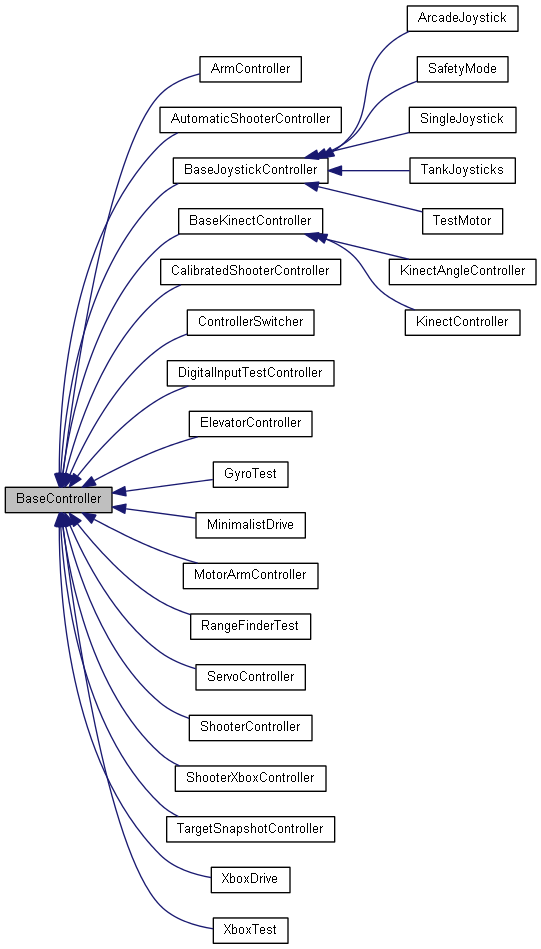 ArcadeJoystick
ArmController
SafetyMode
AutomaticShooterController
SingleJoystick
BaseJoystickController
TankJoysticks
BaseKinectController
TestMotor
CalibratedShooterController
KinectAngleController
ControllerSwitcher
KinectController
DigitalInputTestController
ElevatorController
GyroTest
BaseController
MinimalistDrive
MotorArmController
RangeFinderTest
ServoController
ShooterController
ShooterXboxController
TargetSnapshotController
XboxDrive
XboxTest